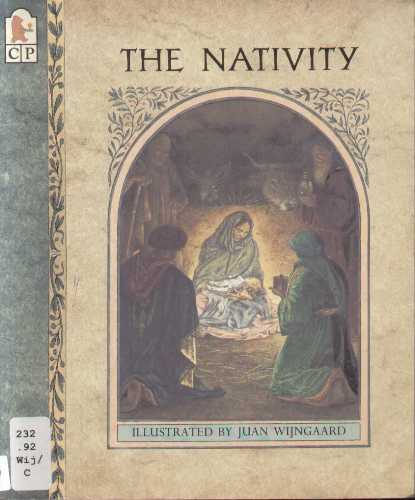 CP
THE NATIVITY
ILLUSTRATED BY JUAN WIJNGAARD
232
.92
Wij/
C